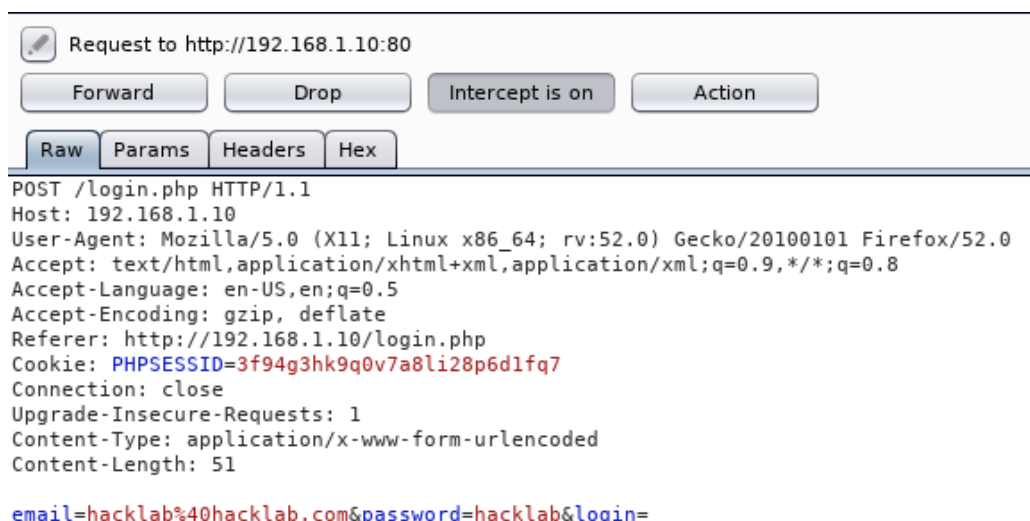 Request to http://192.168.1.10:80
Forward Drop Intercept is on Action
Raw Params Headers Hex
POST /login.php HTTP/1.1
Host: 192.168.1.10
User-Agent: Mozilla/5.0 (X11; Linux x86_64; rv:52.0) Gecko/20100101 Firefox/52.0
Accept: text/html,application/xhtml+xml,application/xml;q=0.9,*/*;q=0.8
Accept-Language: en-US,en;q=0.5
Accept-Encoding: gzip, deflate
Referer: http://192.168.1.10/login.php
Cookie: PHPSESSID=3f94g3hk9q0v7a8li28p6d1fq7
Connection: close
Upgrade-Insecure-Requests: 1
Content-Type: application/x-www-form-urlencoded
Content-Length: 51
email=hacklab%40hacklab.com&password=hacklab&login=